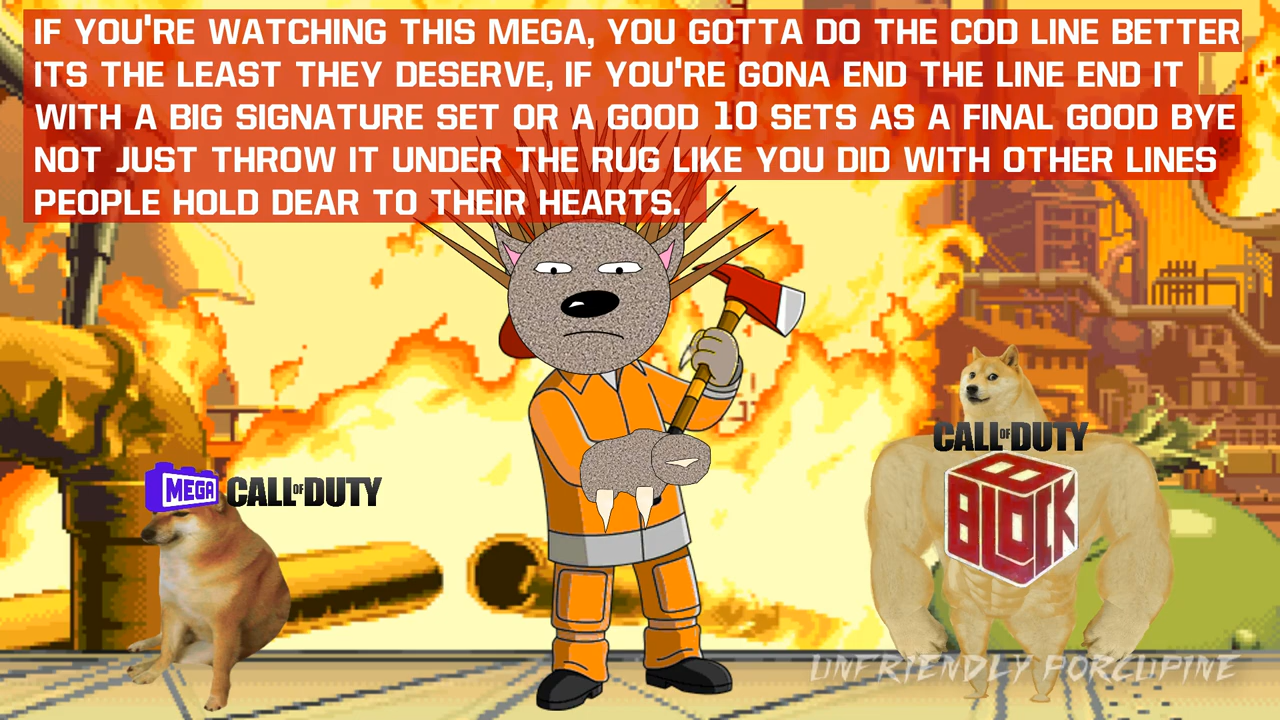 IF YOU'RE WATCHING THIS MEGA, YOU GOTTA DO THE COD LINE BETTER
ITS THE LEAST THEY DESERVE, IF YOU'RE GONA END THE LINE END IT
WITH A BIG SIGNATURE SET OR A GOOD 10 SETS AS A FINAL GOOD BYE
NOT JUST THROW IT UNDER THE RUG LIKE YOU DID WITH OTHER LINES
PEOPLE HOLD DEAR TO THEIR HEARTS.
CALL OF DUTY
BLOCK
MEGA CALL OF DUTY
UNFRIENDLY PORCUPINE